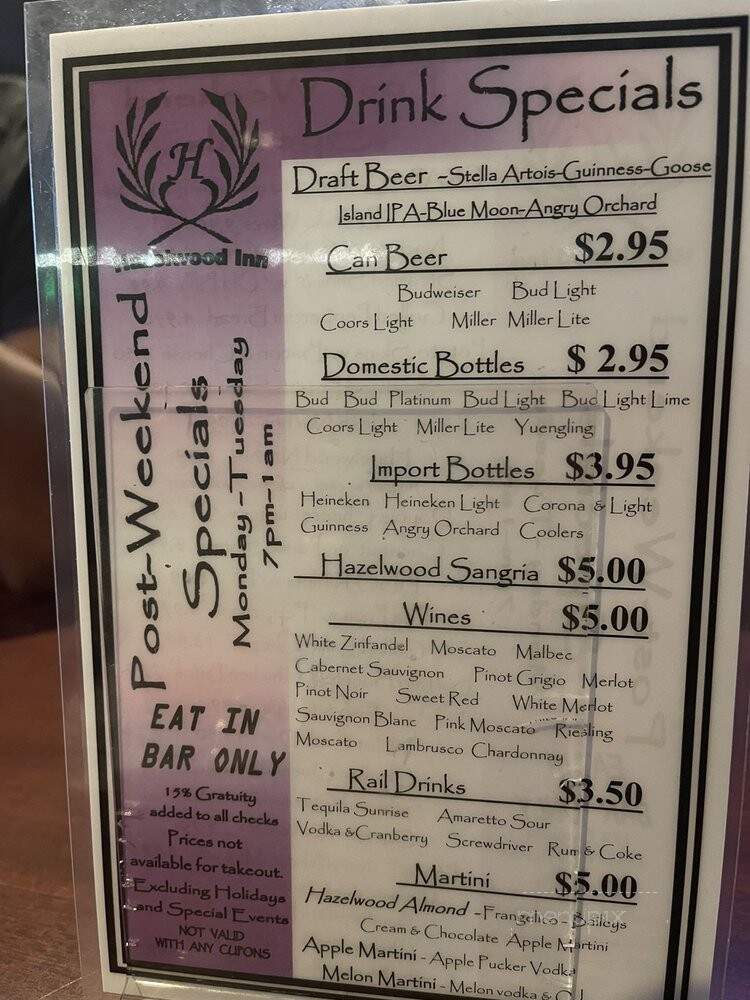 Drink Specials
H
Hazelwood Inn
Post-Weekend
Specials
Monday-Tuesday
7pm-1am
EAT IN
BAR ONLY
15% Gratuity
added to all checks
Prices not
available for takeout.
Excluding Holidays
and Special Events
NOT VALID
WITH ANY CUPONS
Draft Beer -Stella Artois-Guinness-Goose
Island IPA-Blue Moon-Angry Orchard
Can Beer $2.95
Budweiser Bud Light
Coors Light Miller Miller Lite
Domestic Bottles $ 2.95
Bud Bud Platinum Bud Light Bud Light Lime
Coors Light Miller Lite Yuengling
Import Bottles $3.95
Heineken Heineken Light Corona & Light
Guinness Angry Orchard Coolers
Hazelwood Sangria $5.00
Wines $5.00
White Zinfandel Moscato Malbec
Cabernet Sauvignon Pinot Grigio Merlot
Pinot Noir Sweet Red White Merlot
Sauvignon Blanc Pink Moscato Riesling
Moscato Lambrusco Chardonnay
Rail Drinks $3.50
Tequila Sunrise Amaretto Sour
Vodka &Cranberry Screwdriver Rum & Coke
Martini $5.00
Hazelwood Almond -Frangelico - Baileys
Cream & Chocolate Apple Martini
Apple Martini - Apple Pucker Vodka
Melon Martini - Melon vodka &